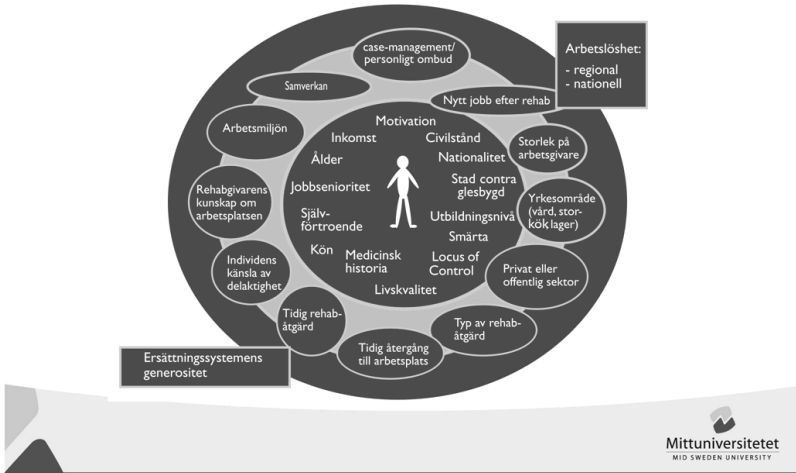 case-management/
personligt ombud
Arbetslöshet:
- regional
- nationell
Samverkan
Nytt jobb efter rehab
Arbetsmiljön
Storlek på
arbetsgivare
Rehabgivarens
kunskap om
arbetsplatsen
Yrkesområde
(vård, stor-
kök, lager)
Individens
känsla av
delaktighet
Privat eller
offentlig sektor
Tidig rehab-
åtgärd
Typ av rehab-
åtgärd
Tidig återgång
till arbetsplats
Motivation
Inkomst
Civilstånd
Ålder
Nationalitet
Jobbsenioritet
Stad contra
glesbygd
Själv-
förtroende
Utbildningsnivå
Smärta
Kön
Medicinsk
historia
Locus of
Control
Livskvalitet
Ersättningssystemens
generositet
Mittuniversitetet
MID SWEDEN UNIVERSITY